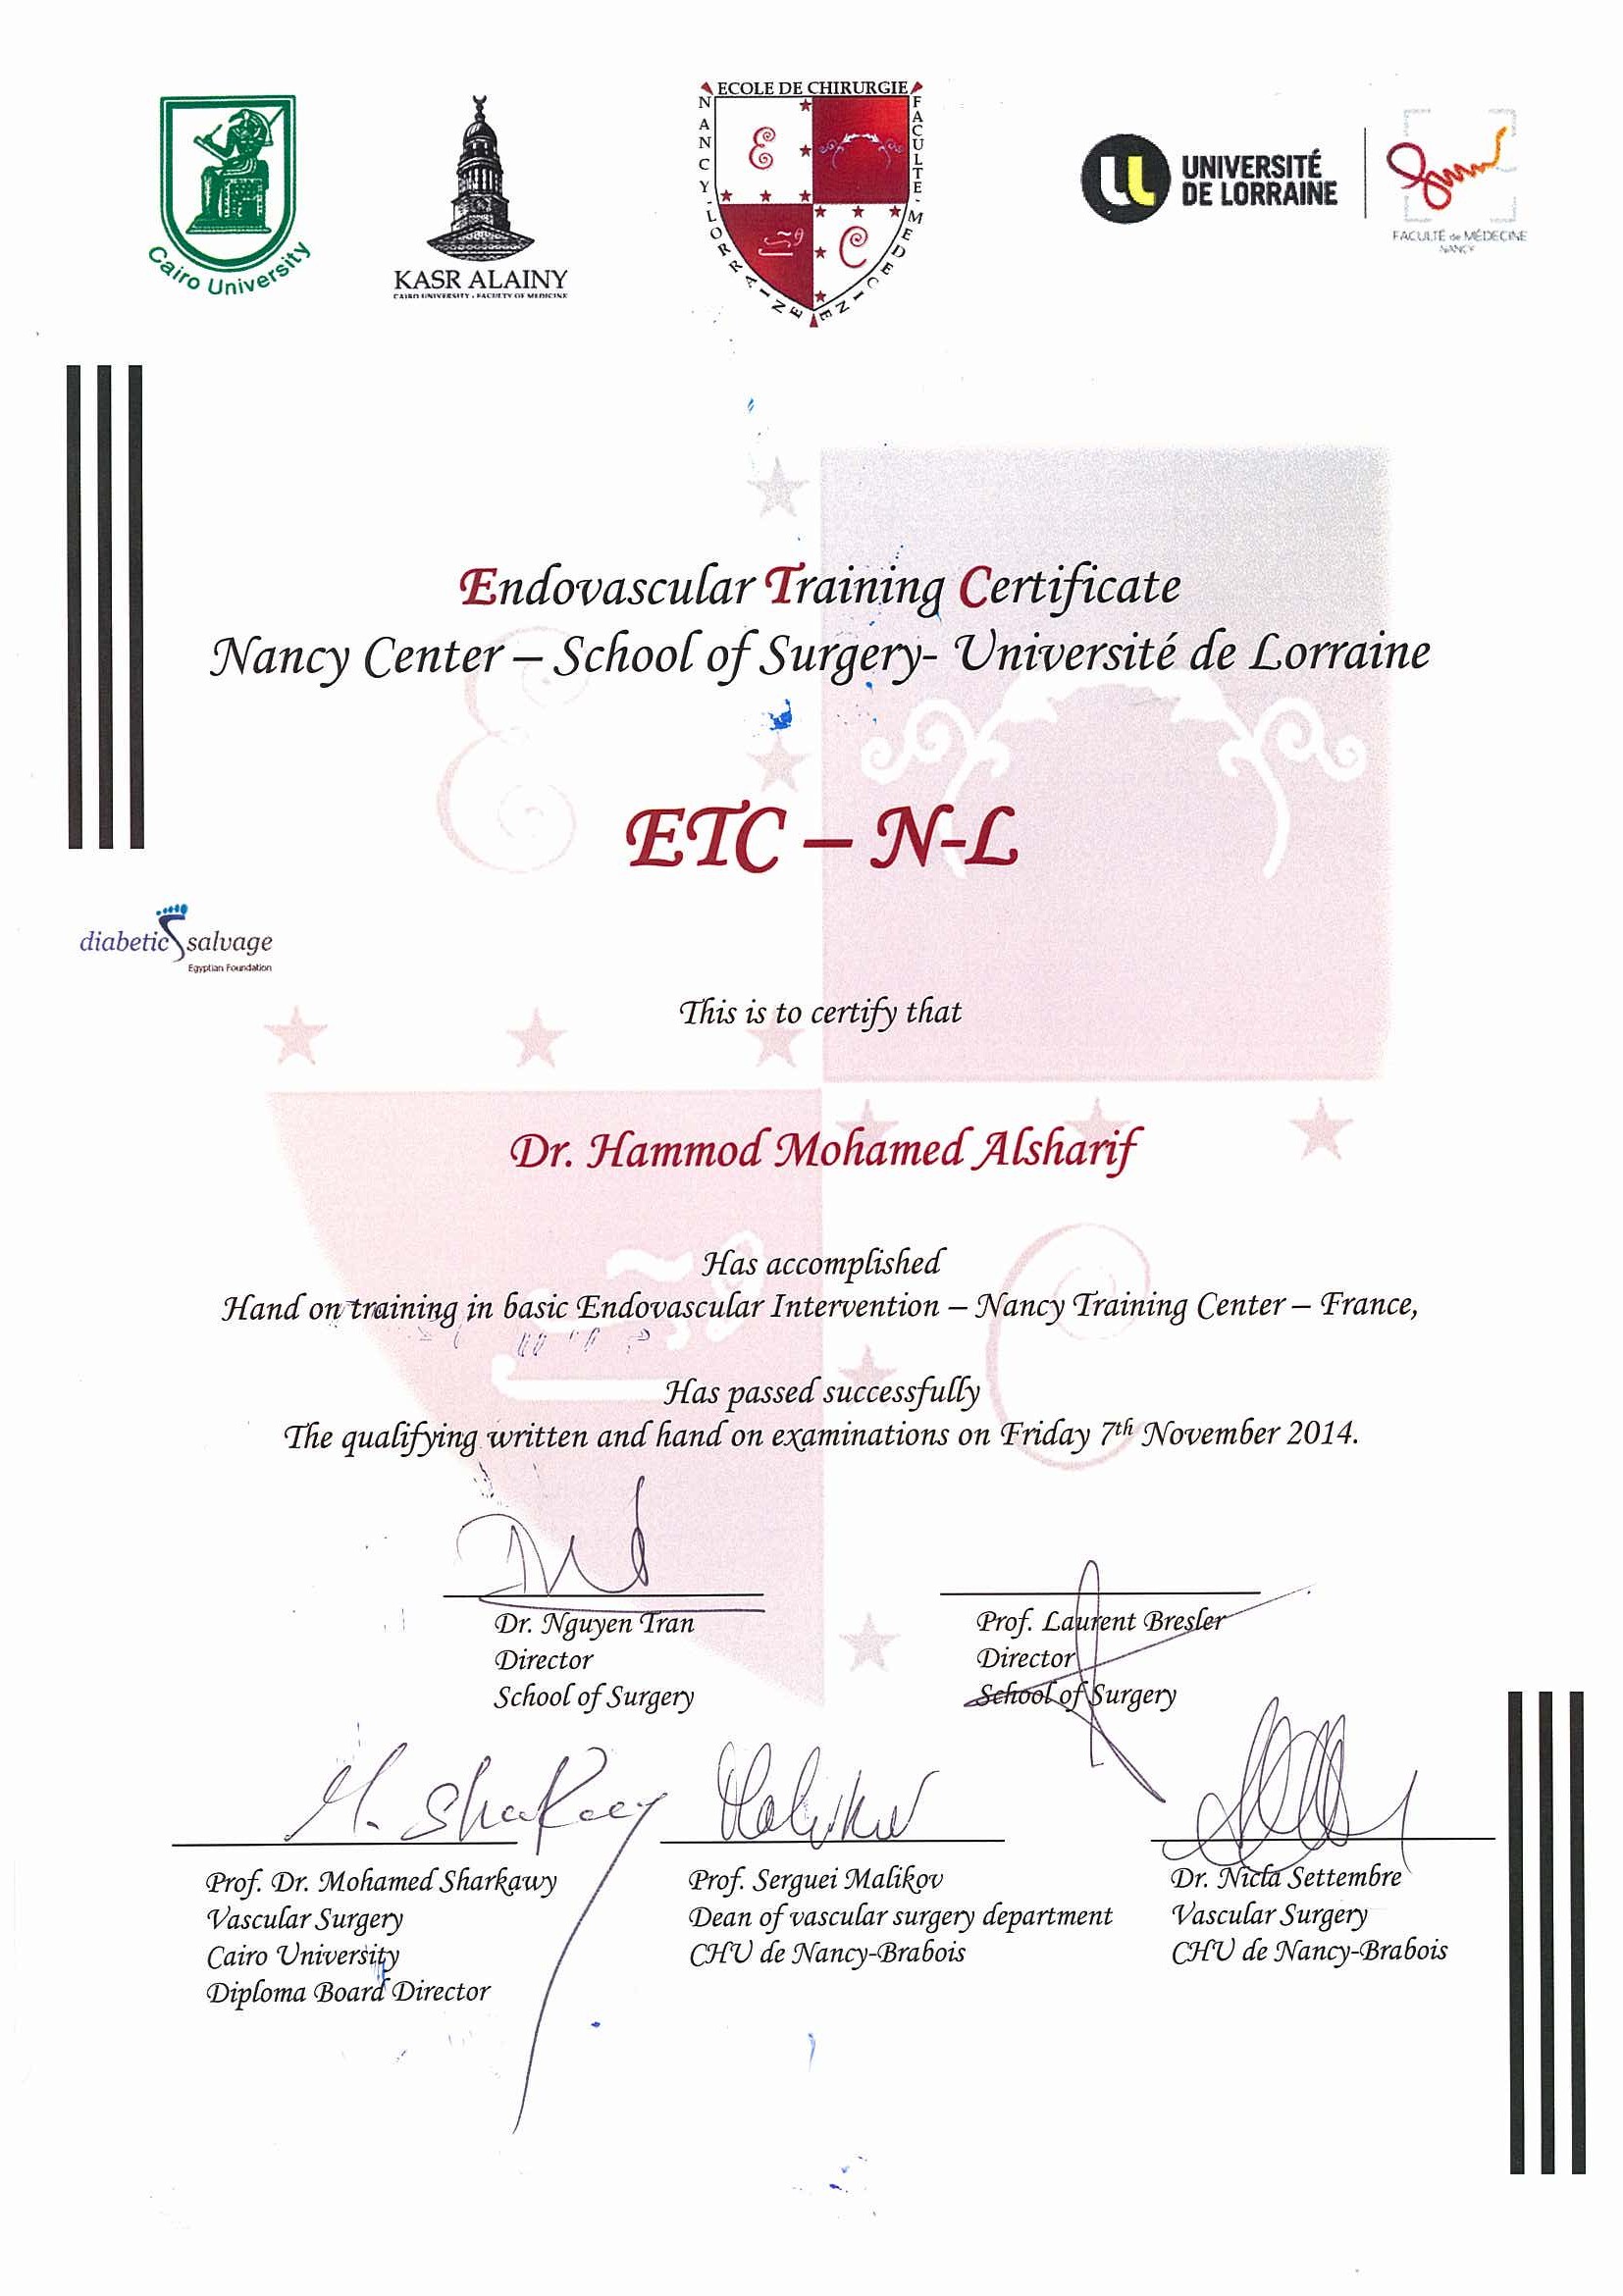 Cairo University
KASR ALAINY
CAIRO UNIVERSITY - FACULTY OF MEDICINE
ECOLE DE CHIRURGIE
NANCY-LORRAINE
FACULTE-MEDECINE
E
C
UNIVERSITÉ
DE LORRAINE
FACULTÉ de MÉDECINE
NANCY
Endovascular Training Certificate
Nancy Center – School of Surgery- Université de Lorraine
ETC – N-L
diabetic salvage
Egyptian Foundation
This is to certify that
Dr. Hammod Mohamed Alsharif
Has accomplished
Hand on training in basic Endovascular Intervention – Nancy Training Center – France,
Has passed successfully
The qualifying written and hand on examinations on Friday 7th November 2014.
Dr. Nguyen Tran
Director
School of Surgery
Prof. Laurent Bresler
Director
School of Surgery
M. Sharkawy
Malikov
Prof. Dr. Mohamed Sharkawy
Vascular Surgery
Cairo University
Diploma Board Director
Prof. Serguei Malikov
Dean of vascular surgery department
CHU de Nancy-Brabois
Dr. Nicla Settembre
Vascular Surgery
CHU de Nancy-Brabois